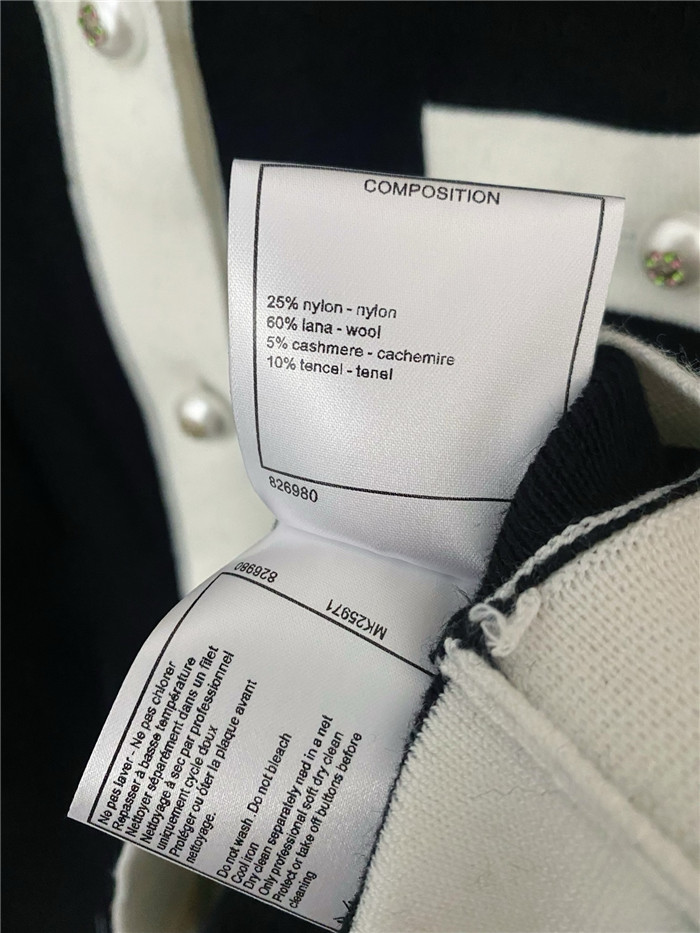 COMPOSITION
25% nylon - nylon
60% lana - wool
5% cashmere - cachemire
10% tencel - tenel
826980
826980
MK25971
Ne pas laver - Ne pas chlorer
Repasser à basse température
Nettoyer séparément dans un filet
Nettoyage à sec par professionnel
uniquement cycle doux
Protéger ou ôter la plaque avant
nettoyage.
Do not wash . Do not bleach
Cool iron
Dry clean separately ried in a net
Only professional soft dry clean
Protect or take off buttons before
cleaning